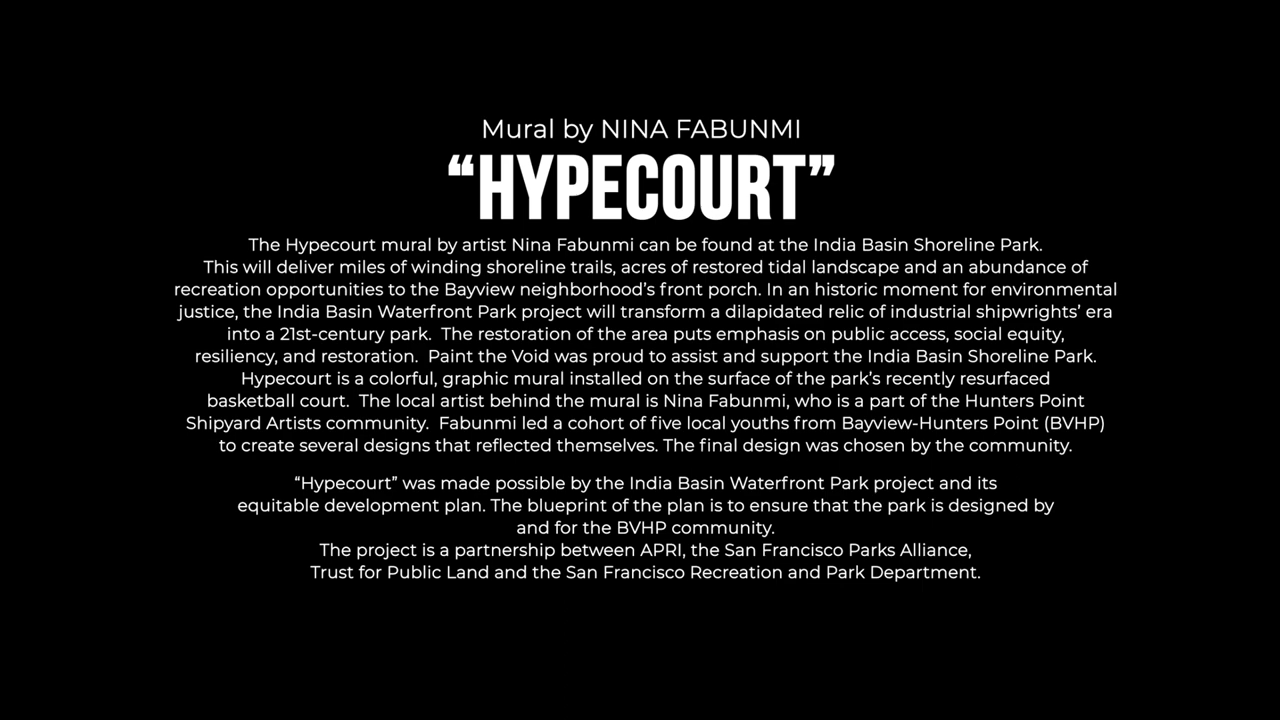 Mural by NINA FABUNMI
“HYPECOURT”
The Hypecourt mural by artist Nina Fabunmi can be found at the India Basin Shoreline Park.
This will deliver miles of winding shoreline trails, acres of restored tidal landscape and an abundance of
recreation opportunities to the Bayview neighborhood’s front porch. In an historic moment for environmental
justice, the India Basin Waterfront Park project will transform a dilapidated relic of industrial shipwrights’ era
into a 21st-century park.  The restoration of the area puts emphasis on public access, social equity,
resiliency, and restoration.  Paint the Void was proud to assist and support the India Basin Shoreline Park.
Hypecourt is a colorful, graphic mural installed on the surface of the park’s recently resurfaced
basketball court.  The local artist behind the mural is Nina Fabunmi, who is a part of the Hunters Point
Shipyard Artists community.  Fabunmi led a cohort of five local youths from Bayview-Hunters Point (BVHP)
to create several designs that reflected themselves. The final design was chosen by the community.
“Hypecourt” was made possible by the India Basin Waterfront Park project and its
equitable development plan. The blueprint of the plan is to ensure that the park is designed by
and for the BVHP community.
The project is a partnership between APRI, the San Francisco Parks Alliance,
Trust for Public Land and the San Francisco Recreation and Park Department.